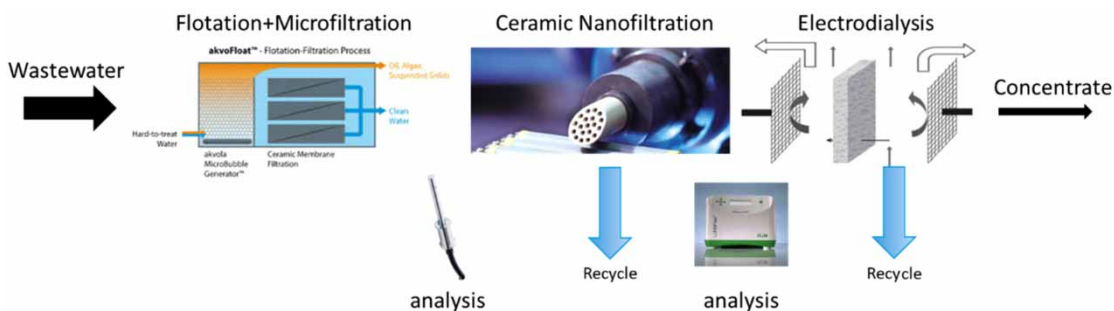 Flotation+Microfiltration
Ceramic Nanofiltration
Electrodialysis
Wastewater
akvoFloat™ - Flotation-Filtration Process
Oil, Algae,
Suspended Solids
Clean
Water
Hard-to-treat
Water
akvola
MicroBubble
Generator™
Ceramic Membrane
Filtration
Concentrate
Recycle
Recycle
analysis
analysis